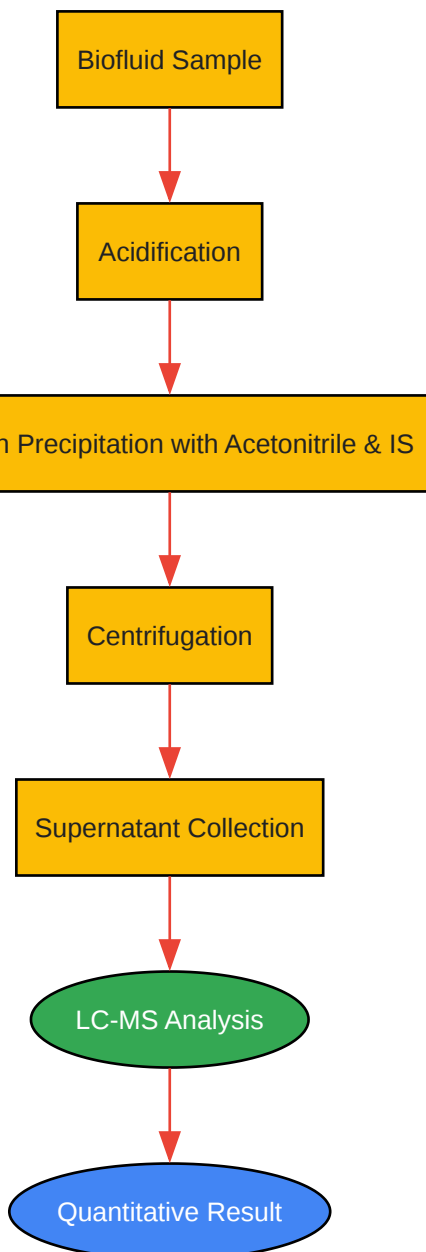 Biofluid Sample
Acidification
n Precipitation with Acetonitrile & IS
Centrifugation
Supernatant Collection
LC-MS Analysis
Quantitative Result